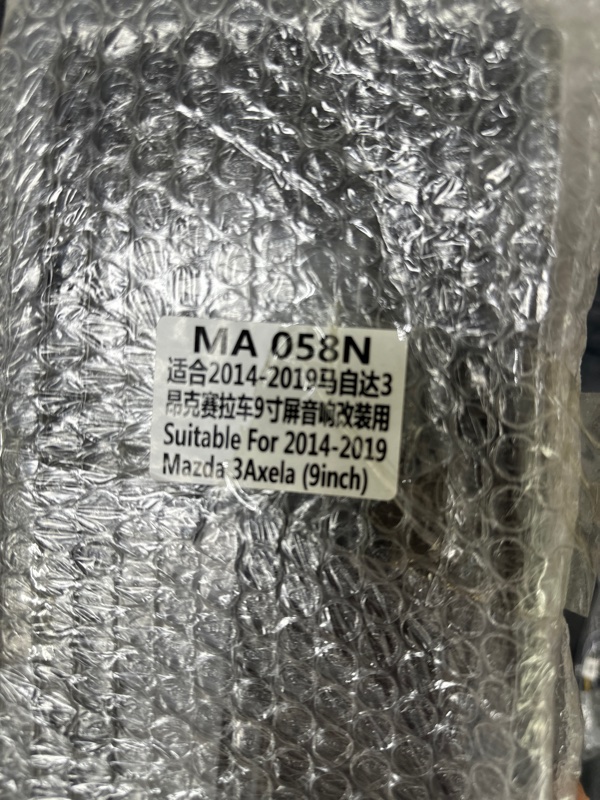 MA 058N
适合2014-2019马自达3
昂克赛拉车9寸屏音响改装用
Suitable For 2014-2019
Mazda 3Axela (9inch)